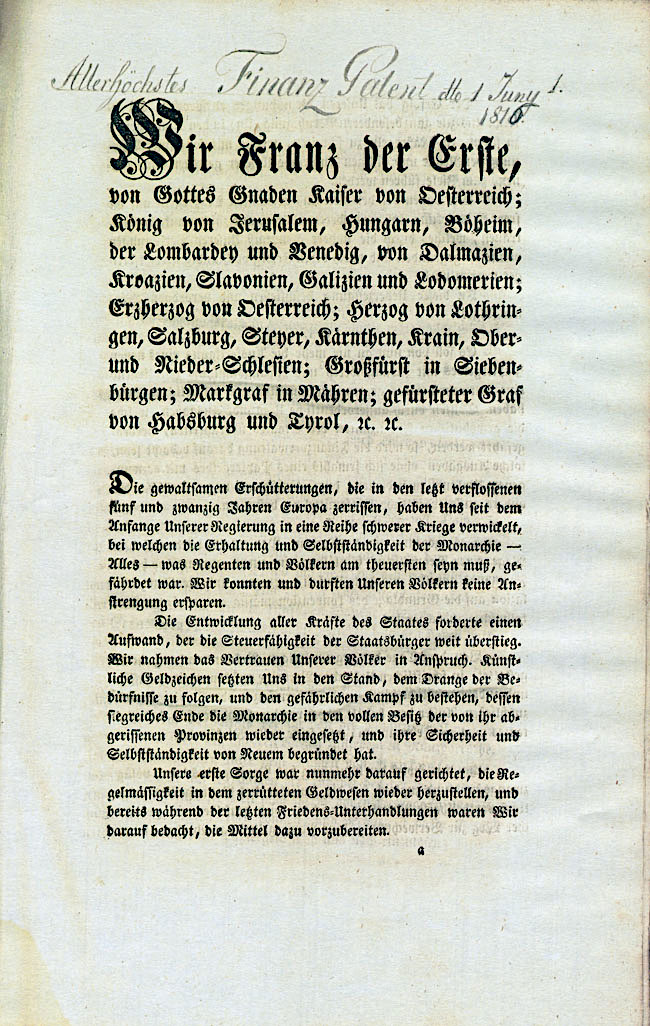 Allerhöchstes Finanz Patent dto 1 Juny 1.
1816.
Wir Franz der Erste,
von Gottes Gnaden Kaiser von Oesterreich;
König von Jerusalem, Hungarn, Böheim,
der Lombardey und Venedig, von Dalmazien,
Kroazien, Slavonien, Galizien und Lodomerien;
Erzherzog von Oesterreich; Herzog von Lothrin-
gen, Salzburg, Steyer, Kärnthen, Krain, Ober-
und Nieder-Schlesien; Großfürst in Sieben-
bürgen; Markgraf in Mähren; gefürsteter Graf
von Habsburg und Tyrol, ꝛc. ꝛc.
Die gewaltsamen Erschütterungen, die in den letzt verflossenen
fünf und zwanzig Jahren Europa zerrissen, haben Uns seit dem
Anfange Unserer Regierung in eine Reihe schwerer Kriege verwickelt,
bei welchen die Erhaltung und Selbstständigkeit der Monarchie —
Alles — was Regenten und Völkern am theuersten seyn muß, ge-
fährdet war. Wir konnten und durften Unseren Völkern keine An-
strengung ersparen.
Die Entwicklung aller Kräfte des Staates forderte einen
Aufwand, der die Steuerfähigkeit der Staatsbürger weit überstieg.
Wir nahmen das Vertrauen Unserer Völker in Anspruch. Künst-
liche Geldzeichen setzten Uns in den Stand, dem Drange der Be-
dürfnisse zu folgen, und den gefährlichen Kampf zu bestehen, dessen
siegreiches Ende die Monarchie in den vollen Besitz der von ihr ab-
gerissenen Provinzen wieder eingesetzt, und ihre Sicherheit und
Selbstständigkeit von Neuem begründet hat.
Unsere erste Sorge war nunmehr darauf gerichtet, die Re-
gelmässigkeit in dem zerrütteten Geldwesen wieder herzustellen, und
bereits während der letzten Friedens-Unterhandlungen waren Wir
darauf bedacht, die Mittel dazu vorzubereiten.
a